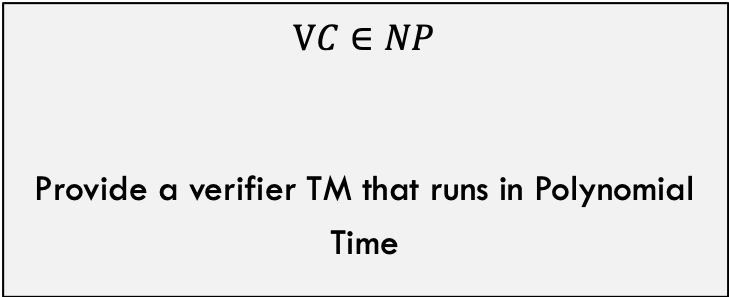 VC ∈ NP
Provide a verifier TM that runs in Polynomial
Time